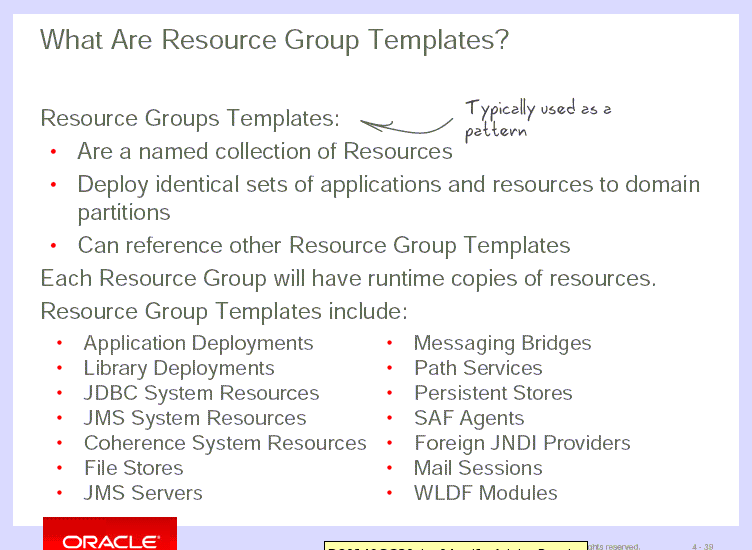 What Are Resource Group Templates?
Typically used as a
pattern
Resource Groups Templates:
• Are a named collection of Resources
• Deploy identical sets of applications and resources to domain
partitions
• Can reference other Resource Group Templates
Each Resource Group will have runtime copies of resources.
Resource Group Templates include:
• Application Deployments
• Library Deployments
• JDBC System Resources
• JMS System Resources
• Coherence System Resources
• File Stores
• JMS Servers
• Messaging Bridges
• Path Services
• Persistent Stores
• SAF Agents
• Foreign JNDI Providers
• Mail Sessions
• WLDF Modules
ORACLE
reserved.
4 - 39